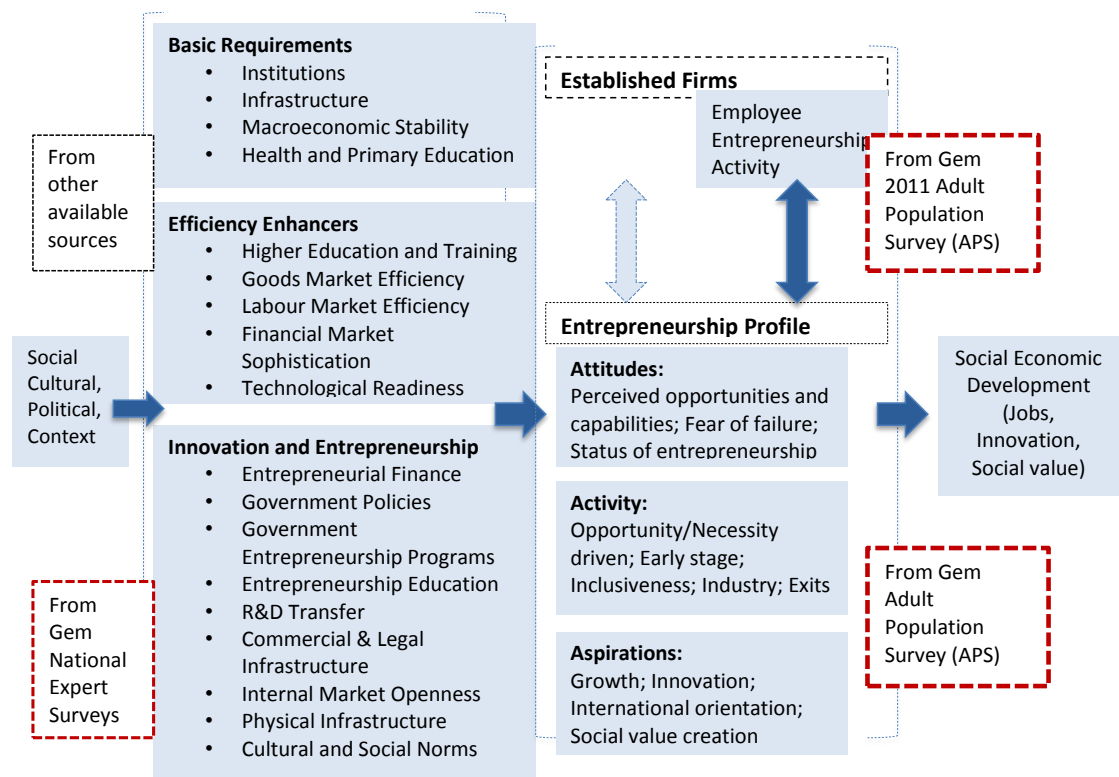 Basic Requirements
• Institutions
• Infrastructure
• Macroeconomic Stability
• Health and Primary Education
From
other
available
sources
Efficiency Enhancers
• Higher Education and Training
• Goods Market Efficiency
• Labour Market Efficiency
• Financial Market
Sophistication
• Technological Readiness
Social
Cultural,
Political,
Context
Innovation and Entrepreneurship
• Entrepreneurial Finance
• Government Policies
• Government
Entrepreneurship Programs
• Entrepreneurship Education
• R&D Transfer
• Commercial & Legal
Infrastructure
• Internal Market Openness
• Physical Infrastructure
• Cultural and Social Norms
From
Gem
National
Expert
Surveys
Established Firms
Employee
Entrepreneurship
Activity
From Gem
2011 Adult
Population
Survey (APS)
Entrepreneurship Profile
Attitudes:
Perceived opportunities and
capabilities; Fear of failure;
Status of entrepreneurship
Activity:
Opportunity/Necessity
driven; Early stage;
Inclusiveness; Industry; Exits
Aspirations:
Growth; Innovation;
International orientation;
Social value creation
Social Economic
Development
(Jobs,
Innovation,
Social value)
From Gem
Adult
Population
Survey (APS)